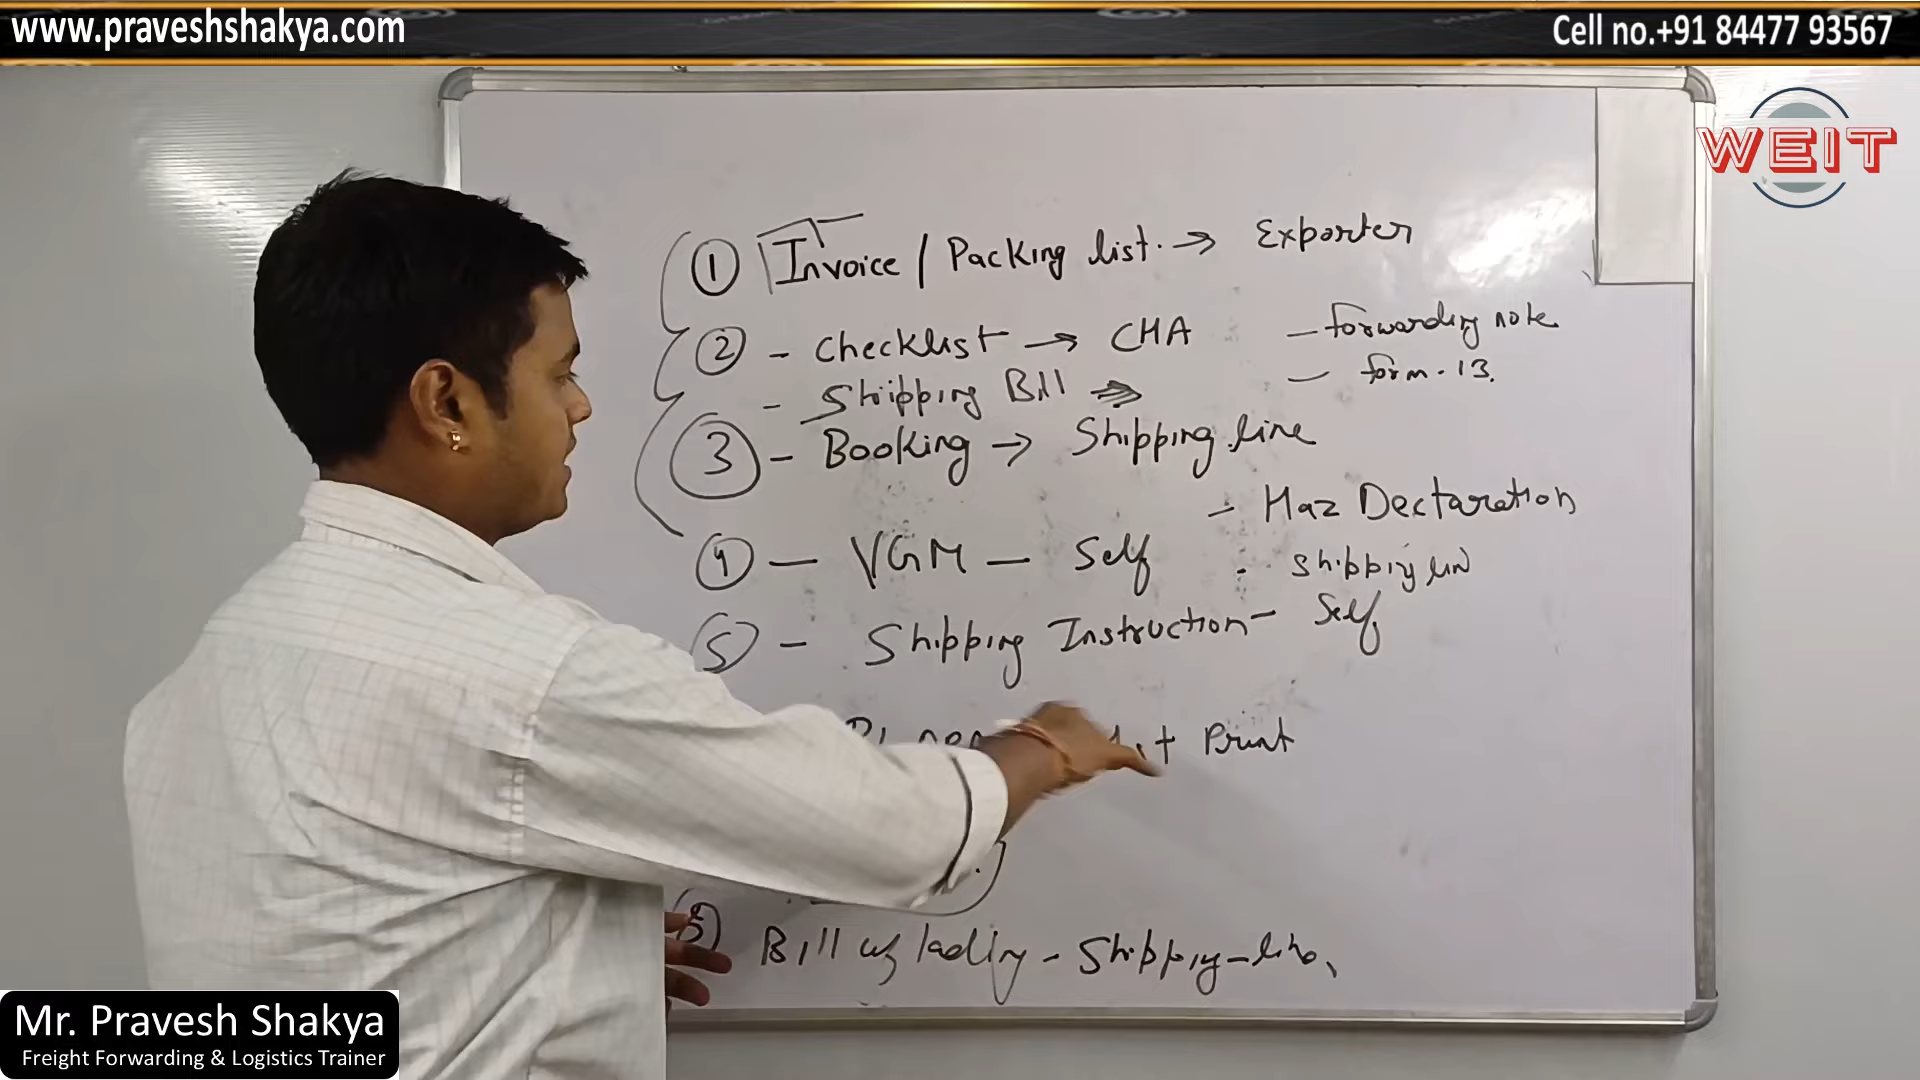 www.praveshshakya.com
Cell no.+91 84477 93567
WEIT
① Invoice / Packing list. → Exporter
② - Checklist → CHA
- Forwarding note
- Shipping Bill →
- form - 13.
③ - Booking → Shipping line
- Haz Declaration
④ - VGM - Self
- Shipping lin
⑤ - Shipping Instruction - Self
Print
Bill of lading - Shipping-line,
Mr. Pravesh Shakya
Freight Forwarding & Logistics Trainer